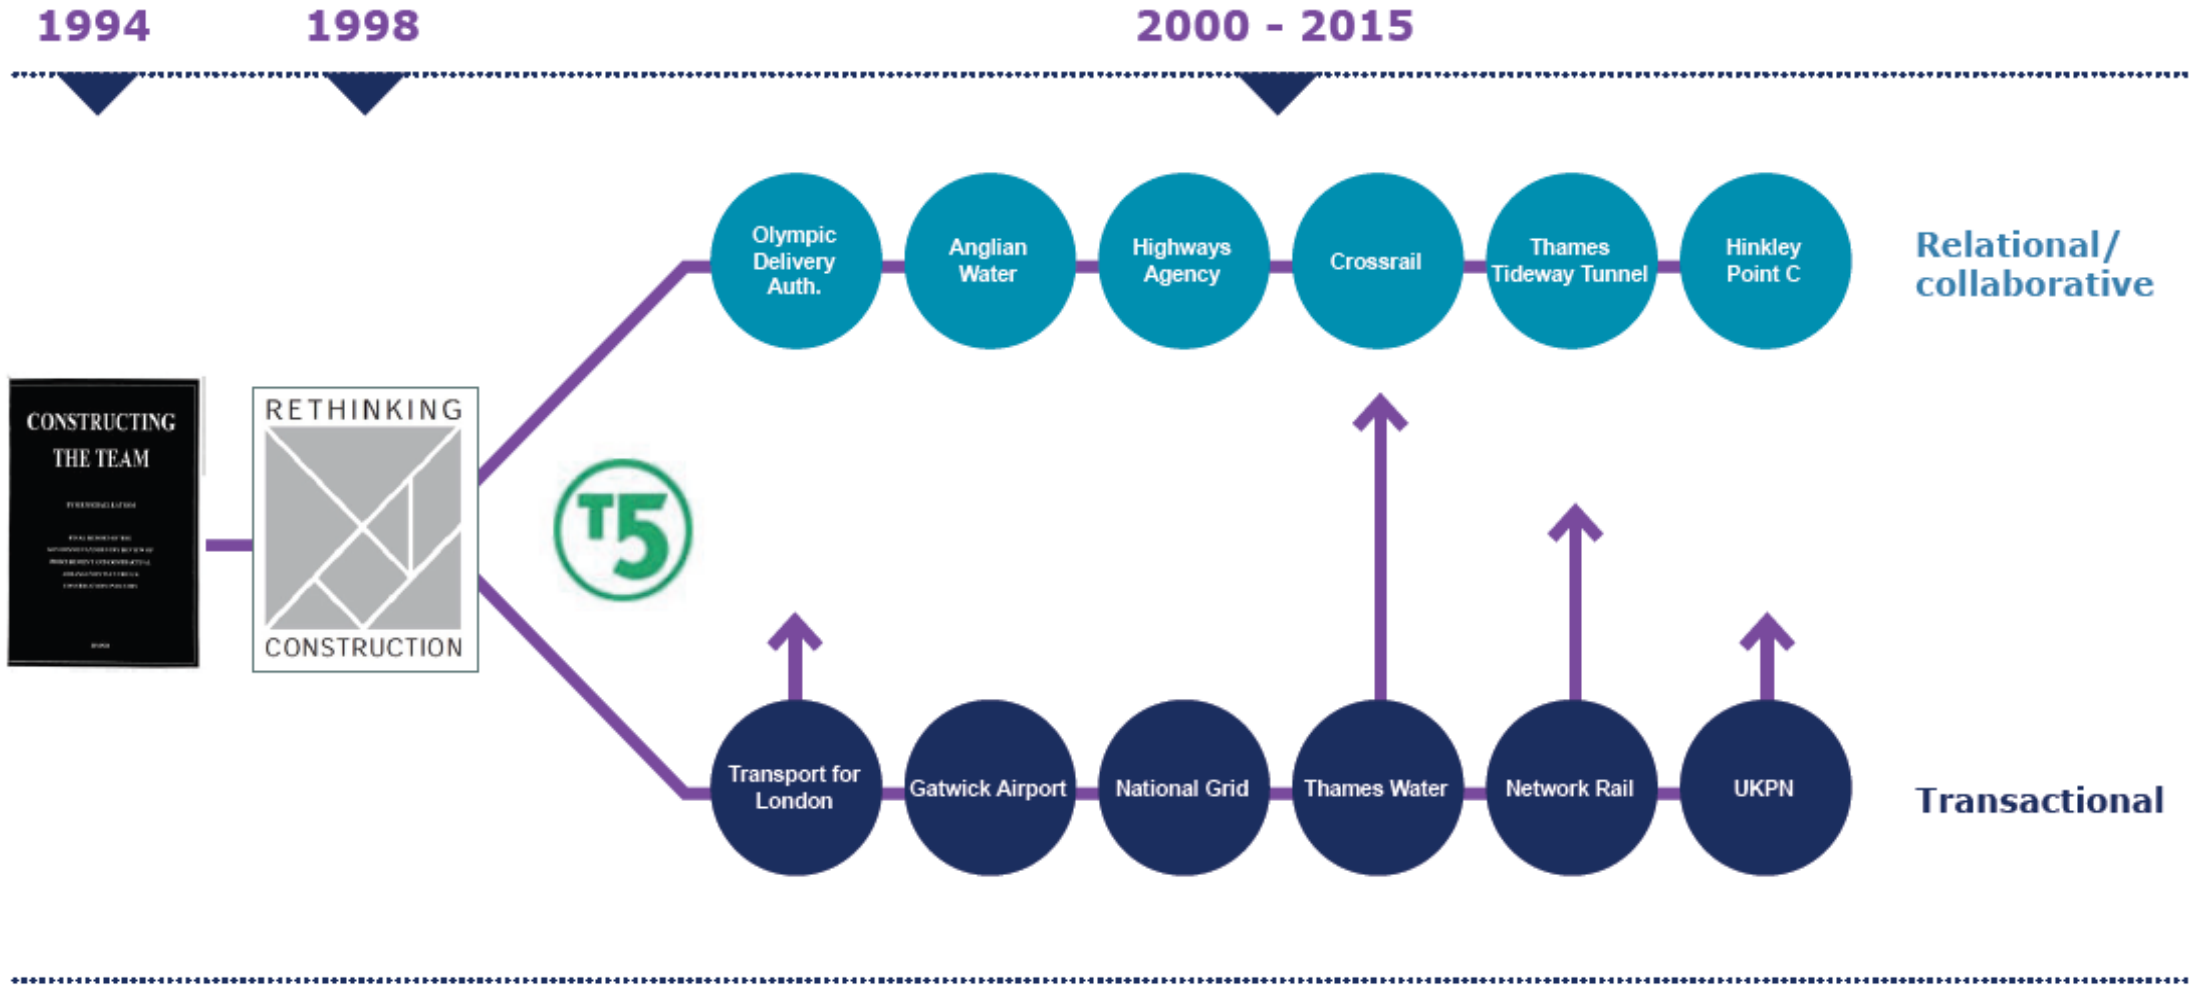 1994
1998
2000 - 2015
Olympic
Delivery
Auth.
Anglian
Water
Highways
Agency
Crossrail
Thames
Tideway Tunnel
Hinkley
Point C
Relational/
collaborative
CONSTRUCTING
THE TEAM
RETHINKING
CONSTRUCTION
T5
Transport for
London
Gatwick Airport
National Grid
Thames Water
Network Rail
UKPN
Transactional